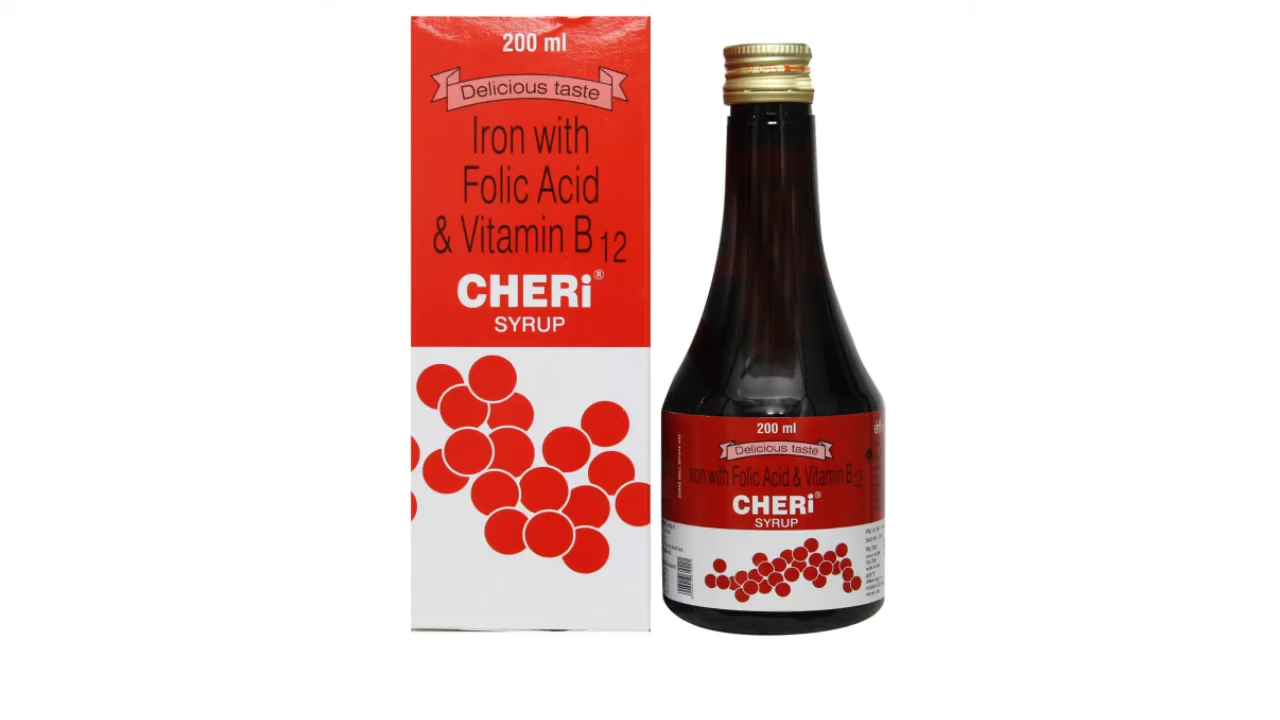 200 ml
Delicious taste
Iron with
Folic Acid
& Vitamin B12
CHERi®
SYRUP
200 ml
Delicious taste
Iron with Folic Acid & Vitamin B12
CHERi®
SYRUP